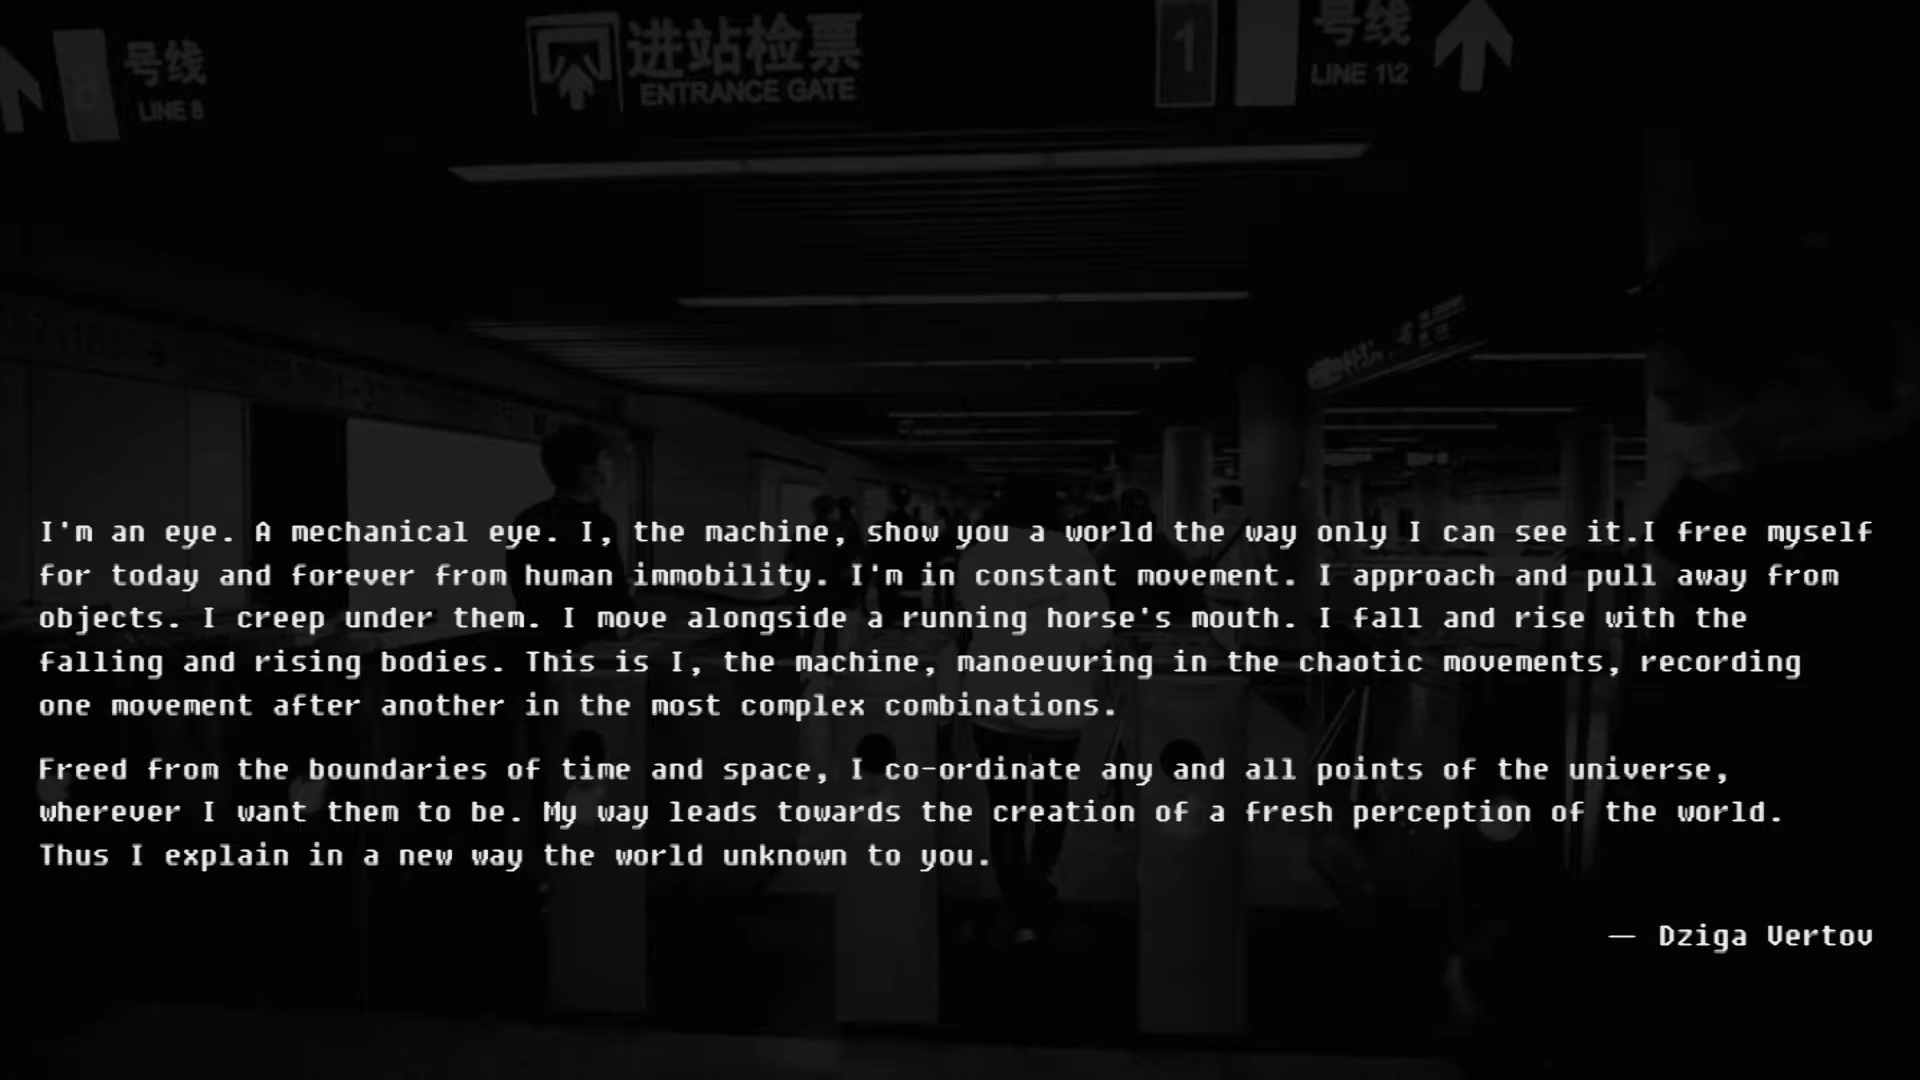 8 号线
LINE 8
进站检票
ENTRANCE GATE
1 号线
LINE 1\2
I'm an eye. A mechanical eye. I, the machine, show you a world the way only I can see it.I free myself
for today and forever from human immobility. I'm in constant movement. I approach and pull away from
objects. I creep under them. I move alongside a running horse's mouth. I fall and rise with the
falling and rising bodies. This is I, the machine, manoeuvring in the chaotic movements, recording
one movement after another in the most complex combinations.
Freed from the boundaries of time and space, I co-ordinate any and all points of the universe,
wherever I want them to be. My way leads towards the creation of a fresh perception of the world.
Thus I explain in a new way the world unknown to you.
— Dziga Vertov